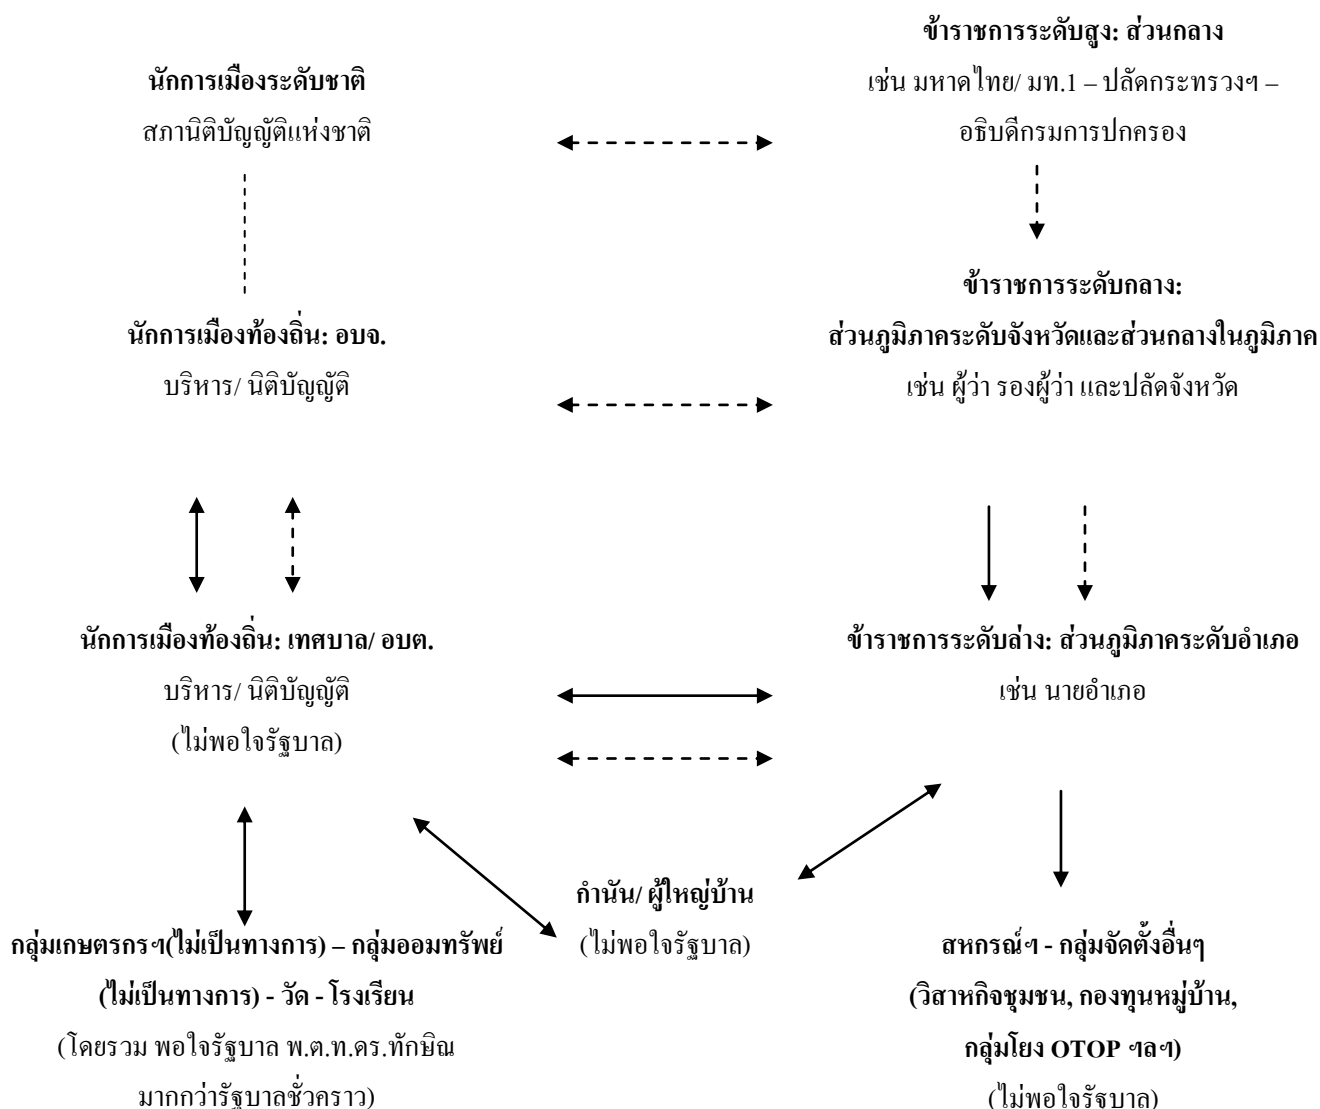 ข้าราชการระดับสูง: ส่วนกลาง
นักการเมืองระดับชาติ
เช่น มหาดไทย/ มท.1 – ปลัดกระทรวงฯ –
สภานิติบัญญัติแห่งชาติ
อธิบดีกรมการปกครอง
ข้าราชการระดับกลาง:
นักการเมืองท้องถิ่น: อบจ.
ส่วนภูมิภาคระดับจังหวัดและส่วนกลางในภูมิภาค
บริหาร/ นิติบัญญัติ
เช่น ผู้ว่า รองผู้ว่า และปลัดจังหวัด
นักการเมืองท้องถิ่น: เทศบาล/ อบต.
บริหาร/ นิติบัญญัติ
(ไม่พอใจรัฐบาล)
ข้าราชการระดับล่าง: ส่วนภูมิภาคระดับอำเภอ
เช่น นายอำเภอ
กำนัน/ ผู้ใหญ่บ้าน
(ไม่พอใจรัฐบาล)
กลุ่มเกษตรกรฯ(ไม่เป็นทางการ) – กลุ่มออมทรัพย์
(ไม่เป็นทางการ) - วัด - โรงเรียน
(โดยรวม พอใจรัฐบาล พ.ต.ท.ดร.ทักษิณ
มากกว่ารัฐบาลชั่วคราว)
สหกรณ์ฯ - กลุ่มจัดตั้งอื่นๆ
(วิสาหกิจชุมชน, กองทุนหมู่บ้าน,
กลุ่มโยง OTOP ฯลฯ)
(ไม่พอใจรัฐบาล)